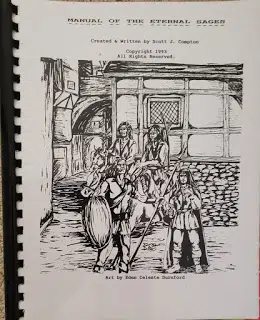 MANUAL OF THE ETERNAL SAGES
Created & Written by Scott J. Compton
Copyright 1993
All Rights Reserved.
Art by Eden Celeste Durnford